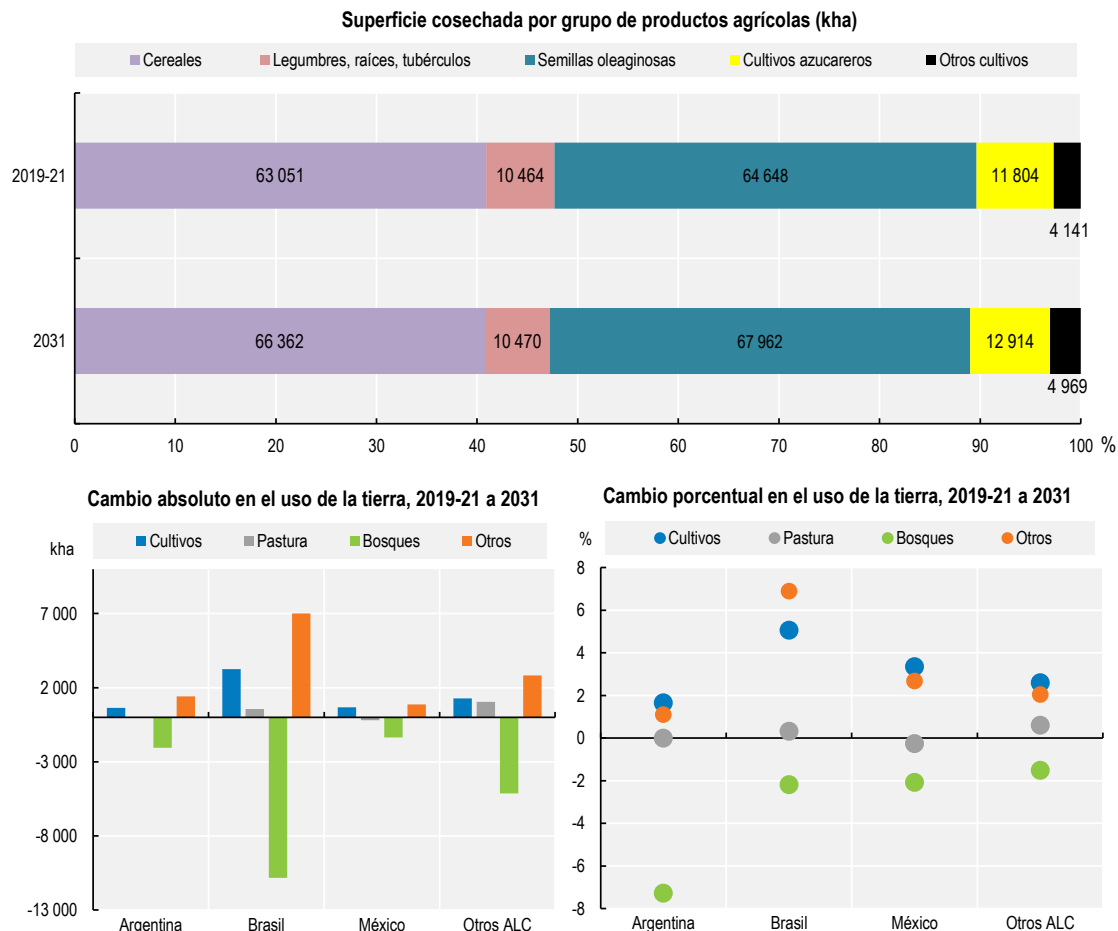 Superficie cosechada por grupo de productos agrícolas (kha)
Cereales Legumbres, raíces, tubérculos Semillas oleaginosas Cultivos azucareros Otros cultivos
2019-21 63 051 10 464 64 648 11 804
4 141
2031 66 362 10 470 67 962 12 914
4 969
0 10 20 30 40 50 60 70 80 90 100 %
Cambio absoluto en el uso de la tierra, 2019-21 a 2031
kha
Cultivos Pastura Bosques Otros
7 000
2 000
-3 000
-8 000
-13 000
Argentina Brasil México Otros ALC
Cambio porcentual en el uso de la tierra, 2019-21 a 2031
%
Cultivos Pastura Bosques Otros
8
6
4
2
0
-2
-4
-6
-8
Argentina Brasil México Otros ALC